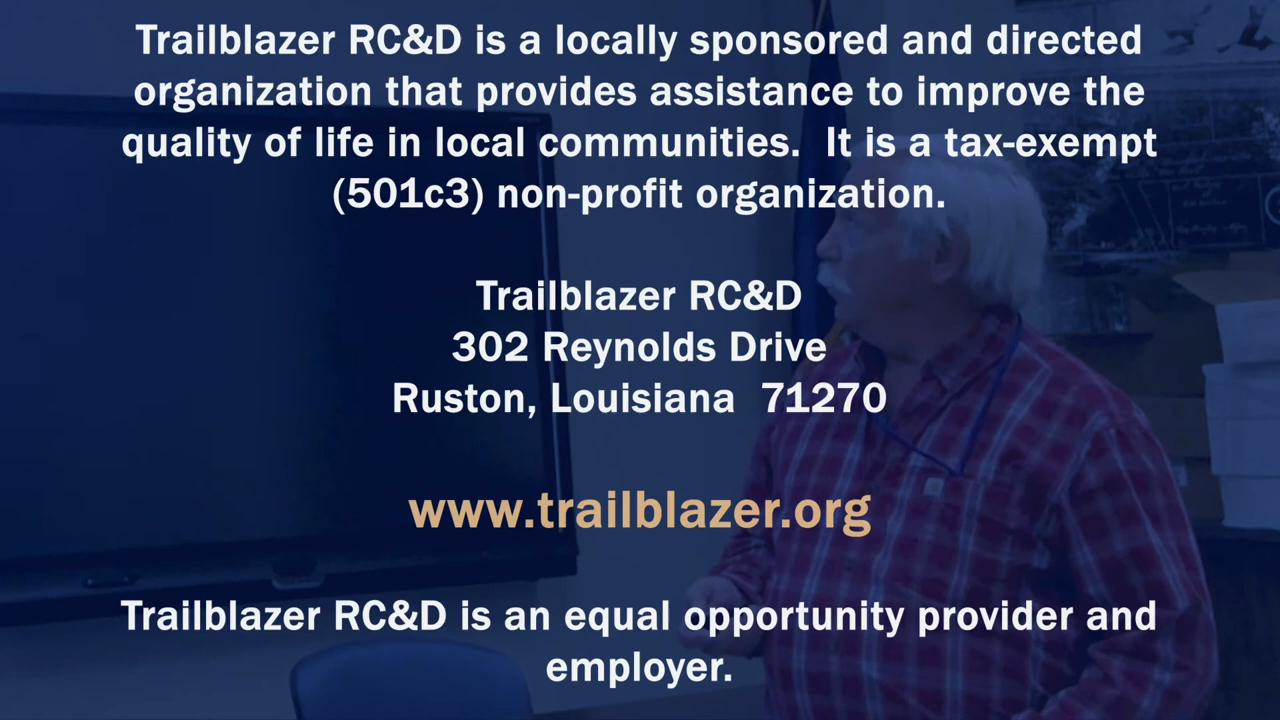 Trailblazer RC&D is a locally sponsored and directed
organization that provides assistance to improve the
quality of life in local communities.  It is a tax-exempt
(501c3) non-profit organization.
Trailblazer RC&D
302 Reynolds Drive
Ruston, Louisiana  71270
www.trailblazer.org
Trailblazer RC&D is an equal opportunity provider and
employer.